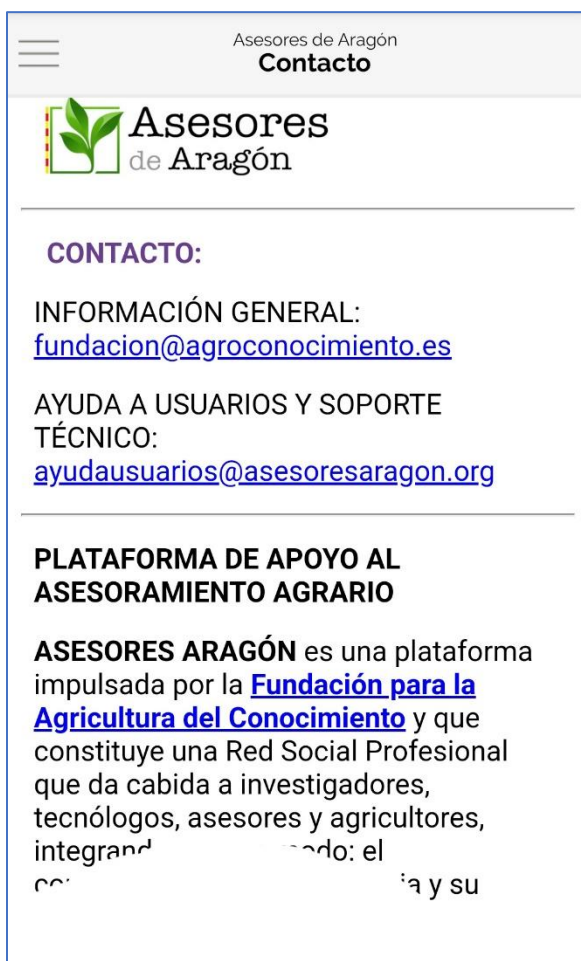 Asesores de Aragón
Contacto
Asesores
de Aragón
CONTACTO:
INFORMACIÓN GENERAL:
fundacion@agroconocimiento.es
AYUDA A USUARIOS Y SOPORTE
TÉCNICO:
ayudausuarios@asesoresaragon.org
PLATAFORMA DE APOYO AL
ASESORAMIENTO AGRARIO
ASESORES ARAGÓN es una plataforma
impulsada por la Fundación para la
Agricultura del Conocimiento y que
constituye una Red Social Profesional
que da cabida a investigadores,
tecnólogos, asesores y agricultores,
el
y su